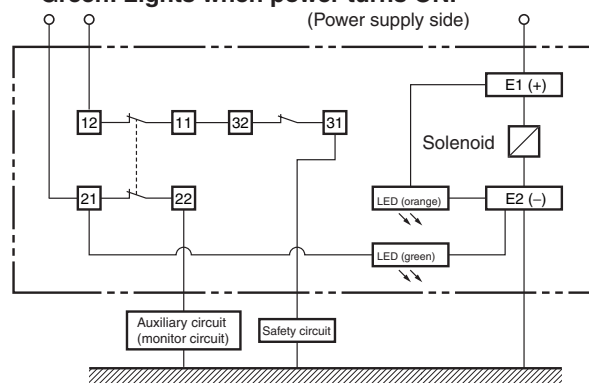 Green: Lights when power turns ON.
(Power supply side)
E1 (+)
12
11
32
31
Solenoid
21
22
LED (orange)
E2 (–)
LED (green)
Auxiliary circuit
(monitor circuit)
Safety circuit